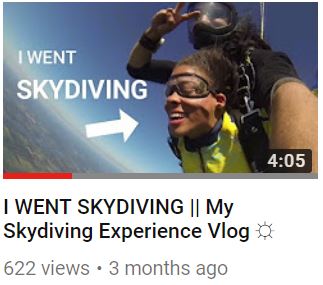 I WENT
SKYDIVING
4:05
I WENT SKYDIVING || My
Skydiving Experience Vlog ☼
622 views • 3 months ago